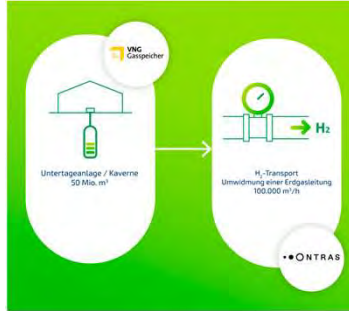 VNG
Gasspeicher
Untertageanlage / Kaverne
50 Mio. m³
H₂
H₂-Transport
Umwidmung einer Erdgasleitung
100.000 m³/h
ONTRAS